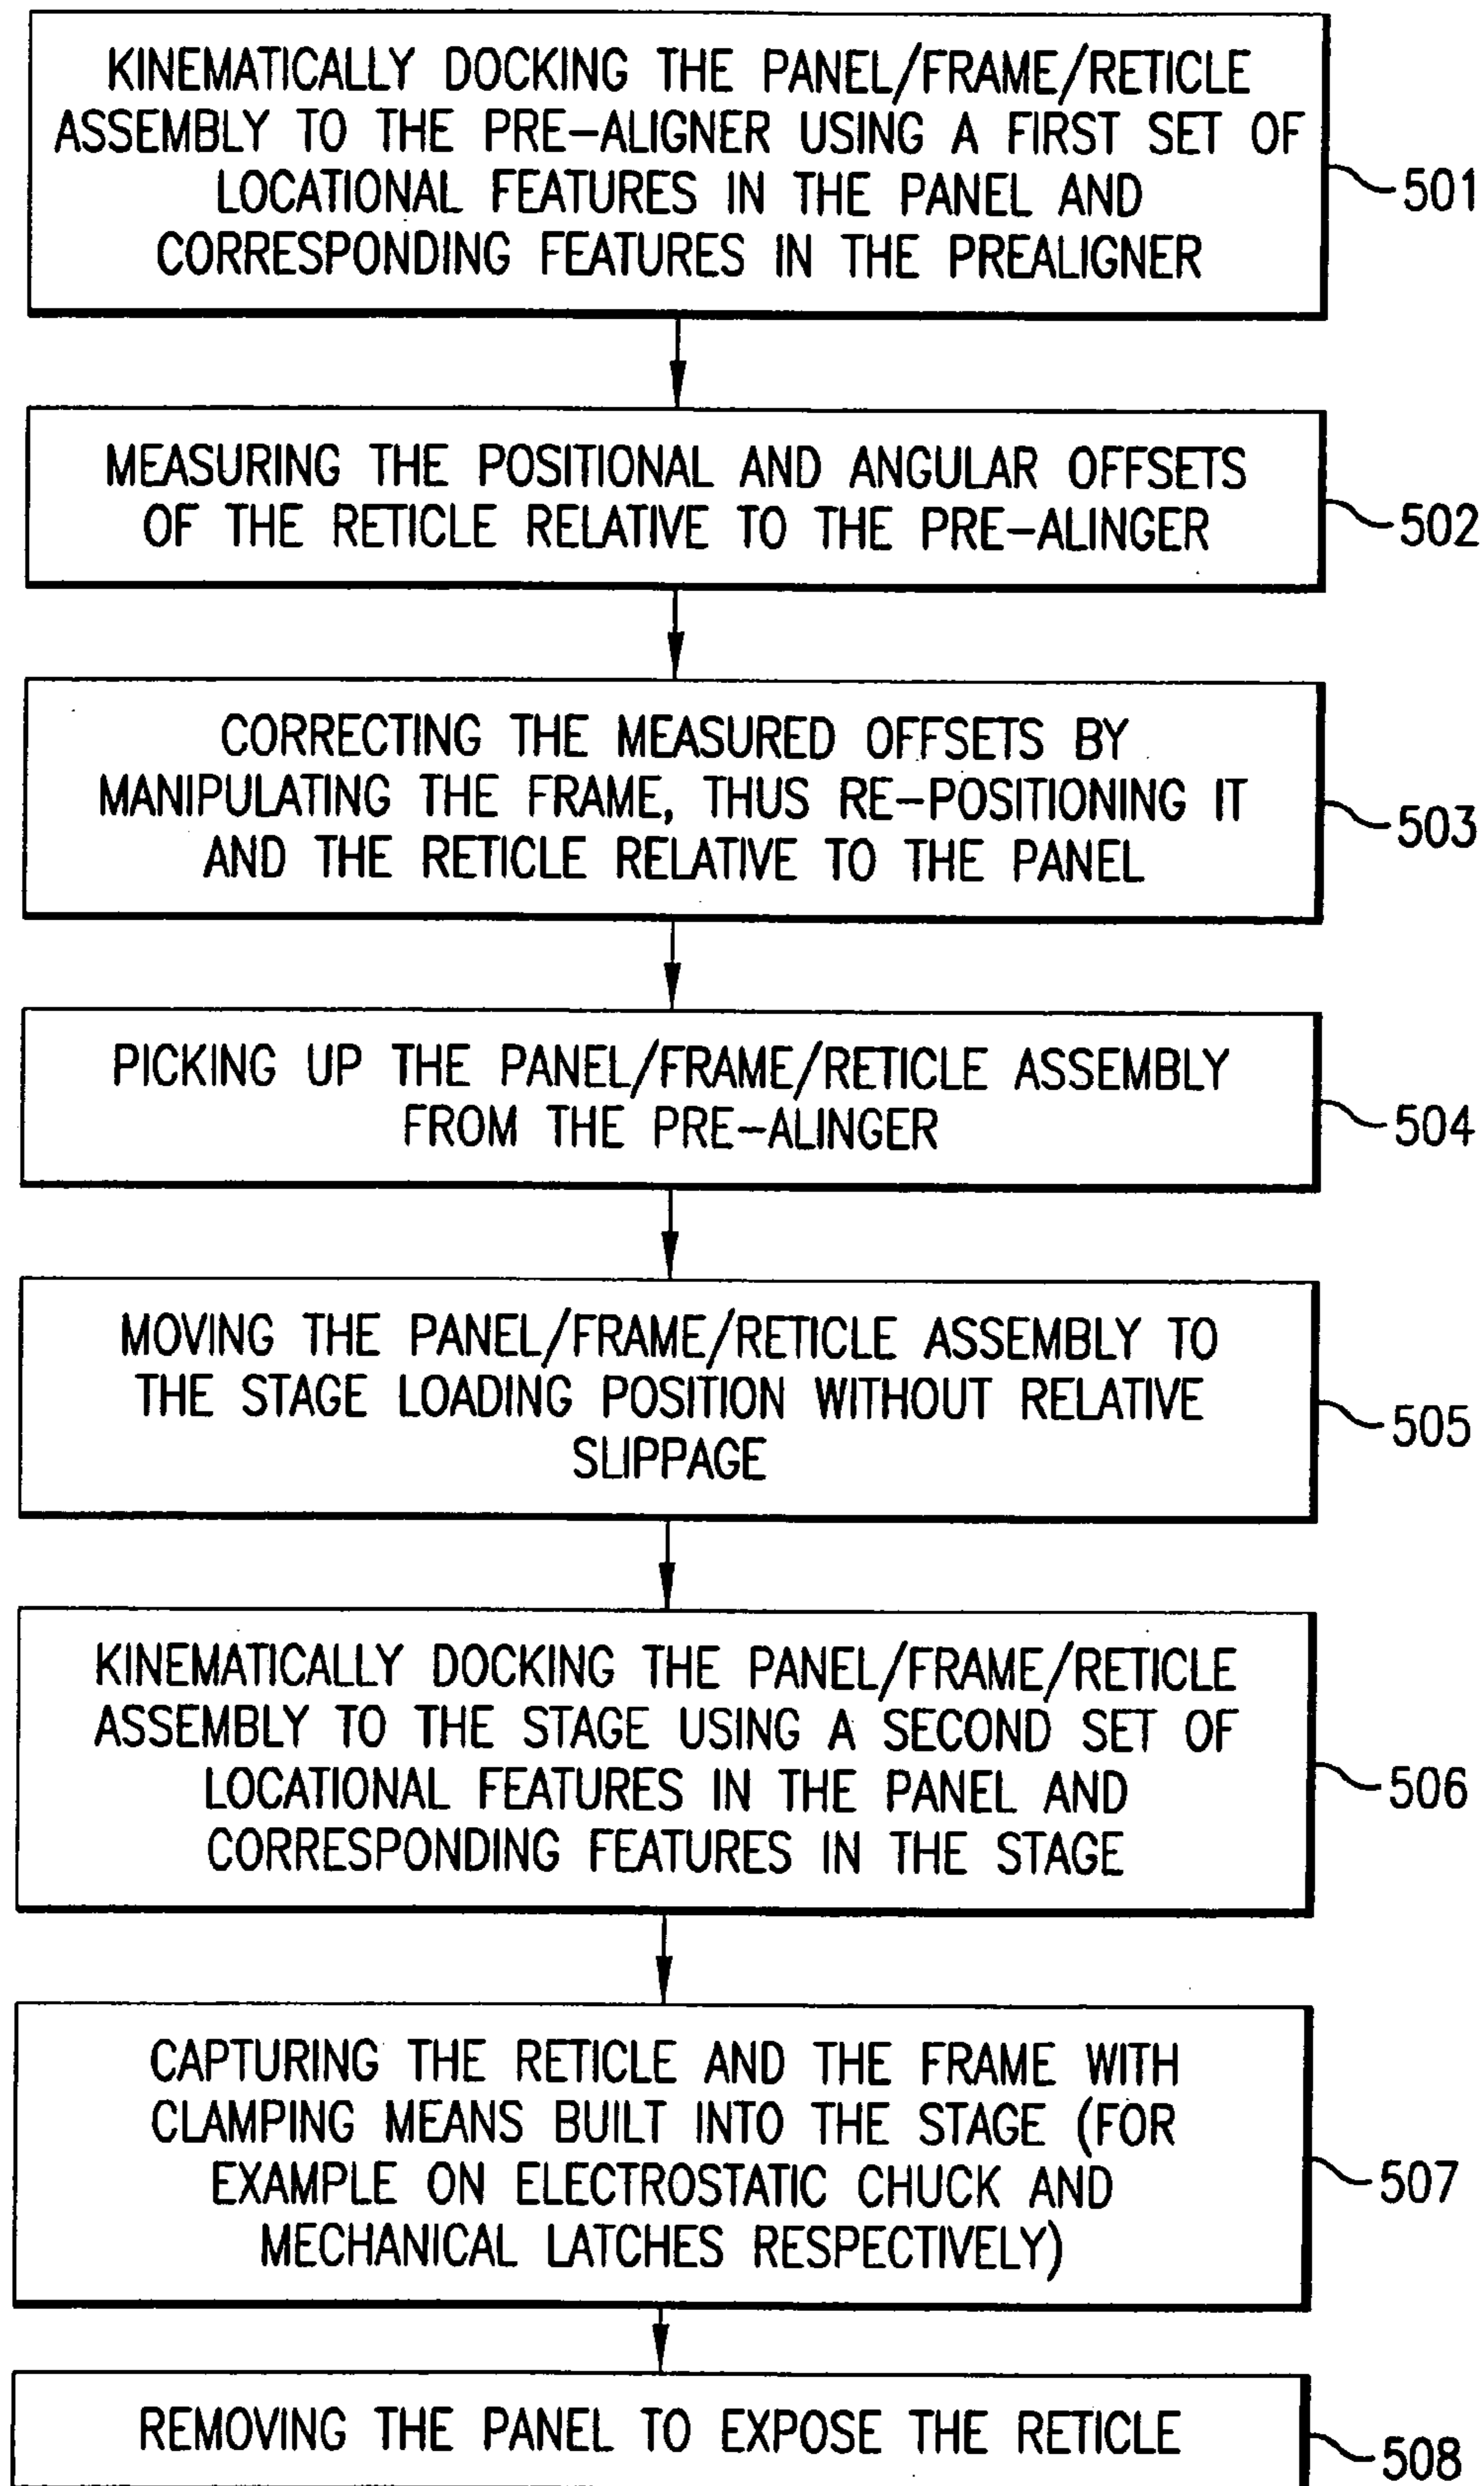 KINEMATICALLY DOCKING THE PANEL/FRAME/RETICLE
ASSEMBLY TO THE PRE-ALIGNER USING A FIRST SET OF
LOCATIONAL FEATURES IN THE PANEL AND
CORRESPONDING FEATURES IN THE PREALIGNER
501
MEASURING THE POSITIONAL AND ANGULAR OFFSETS
OF THE RETICLE RELATIVE TO THE PRE-ALINGER
502
CORRECTING THE MEASURED OFFSETS BY
MANIPULATING THE FRAME, THUS RE-POSITIONING IT
AND THE RETICLE RELATIVE TO THE PANEL
503
PICKING UP THE PANEL/FRAME/RETICLE ASSEMBLY
FROM THE PRE-ALINGER
504
MOVING THE PANEL/FRAME/RETICLE ASSEMBLY TO
THE STAGE LOADING POSITION WITHOUT RELATIVE
SLIPPAGE
505
KINEMATICALLY DOCKING THE PANEL/FRAME/RETICLE
ASSEMBLY TO THE STAGE USING A SECOND SET OF
LOCATIONAL FEATURES IN THE PANEL AND
CORRESPONDING FEATURES IN THE STAGE
506
CAPTURING THE RETICLE AND THE FRAME WITH
CLAMPING MEANS BUILT INTO THE STAGE (FOR
EXAMPLE ON ELECTROSTATIC CHUCK AND
MECHANICAL LATCHES RESPECTIVELY)
507
REMOVING THE PANEL TO EXPOSE THE RETICLE
508